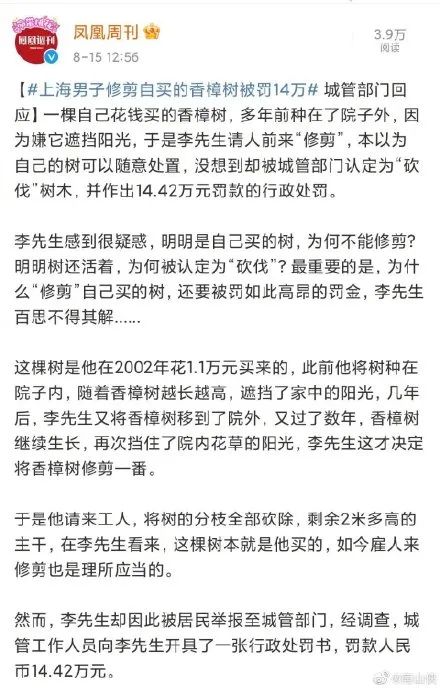 凤凰周刊
凤凰周刊
8-15 12:56
3.9万
阅读
【#上海男子修剪自买的香樟树被罚14万# 城管部门回
应】一棵自己花钱买的香樟树，多年前种在了院子外，因
为嫌它遮挡阳光，于是李先生请人前来“修剪”，本以为
自己的树可以随意处置，没想到却被城管部门认定为“砍
伐”树木，并作出14.42万元罚款的行政处罚。
李先生感到很疑惑，明明是自己买的树，为何不能修剪？
明明树还活着，为何被认定为“砍伐”？最重要的是，为什
么“修剪”自己买的树，还要被罚如此高昂的罚金，李先生
百思不得其解……
这棵树是他在2002年花1.1万元买来的，此前他将树种在
院子内，随着香樟树越长越高，遮挡了家中的阳光，几年
后，李先生又将香樟树移到了院外，又过了数年，香樟树
继续生长，再次挡住了院内花草的阳光，李先生这才决定
将香樟树修剪一番。
于是他请来工人，将树的分枝全部砍除，剩余2米多高的
主干，在李先生看来，这棵树本就是他买的，如今雇人来
修剪也是理所应当的。
然而，李先生却因此被居民举报至城管部门，经调查，城
管工作人员向李先生开具了一张行政处罚书，罚款人民
币14.42万元。